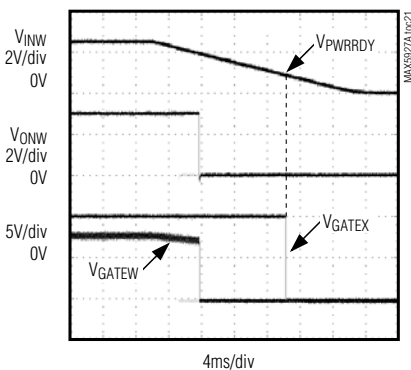 VINW
2V/div
0V
VPWRRDY
MAX5927A toc21
VONW
2V/div
0V
5V/div
0V
VGATEW
VGATEX
4ms/div